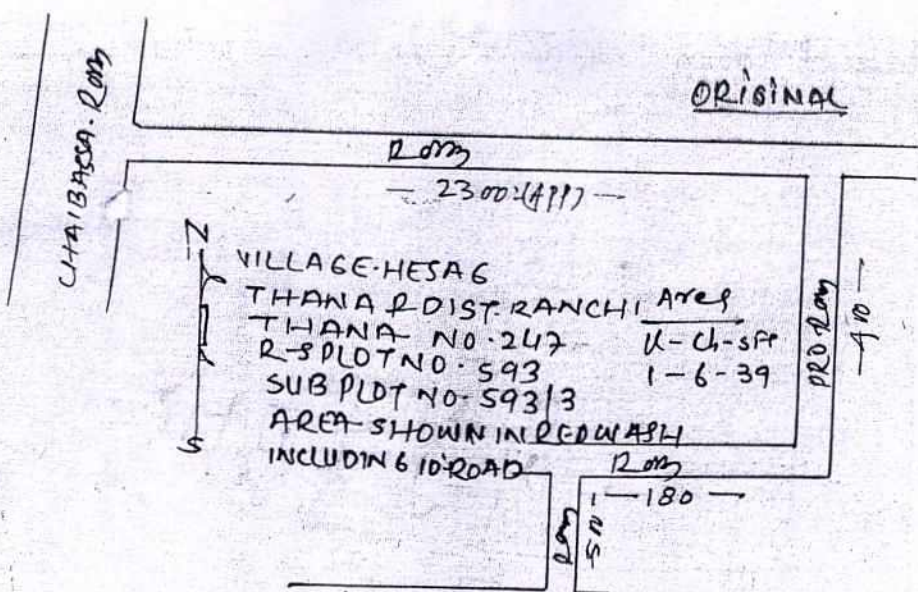 ORIGINAL
CHAIBASSA. Road
Road
— 2300'(APP) —
N
VILLAGE. HESAG
THANA & DIST. RANCHI
THANA NO. 247
R-S PLOT NO. 593
SUB PLOT NO. 593/3
AREA SHOWN IN RED WASH
INCLUDING 10' ROAD
S
Area
K - Ch - sft
1 - 6 - 39
PRO. Road
Road
— 180 —
Road